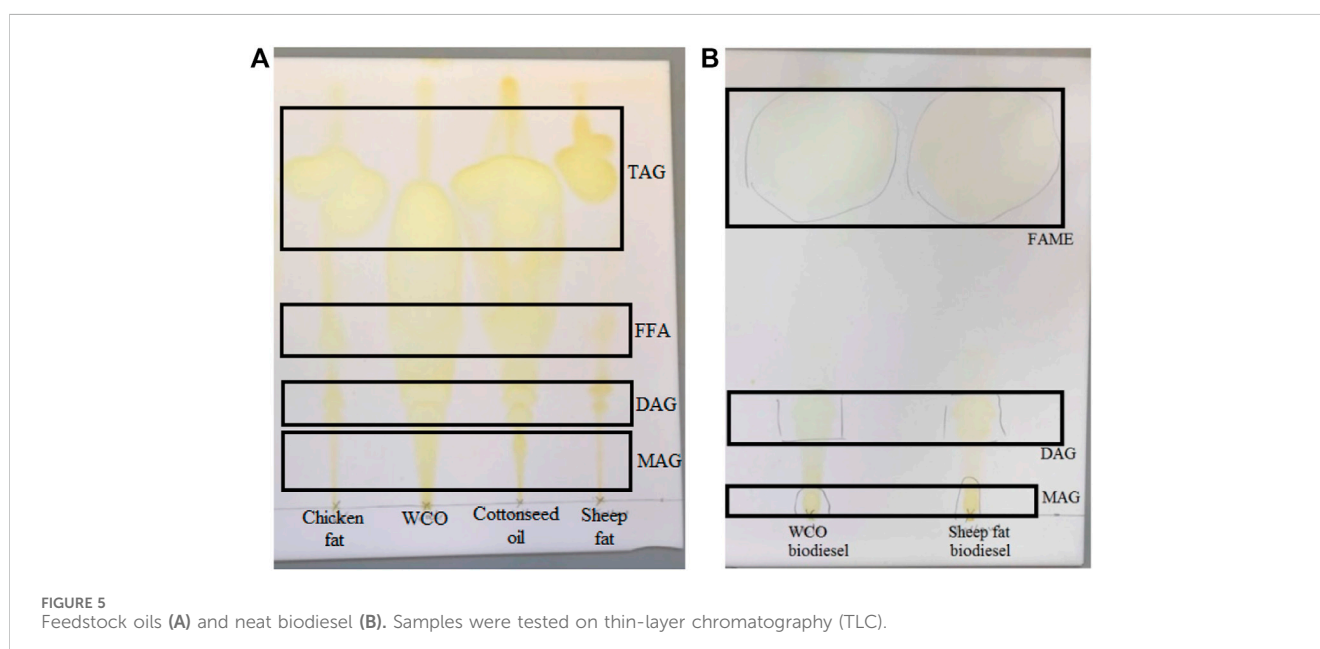 A
B
TAG
FFA
DAG
MAG
Chicken
fat
WCO
Cottonseed
oil
Sheep
fat
FAME
DAG
MAG
WCO
biodiesel
Sheep fat
biodiesel
FIGURE 5
Feedstock oils (A) and neat biodiesel (B). Samples were tested on thin-layer chromatography (TLC).